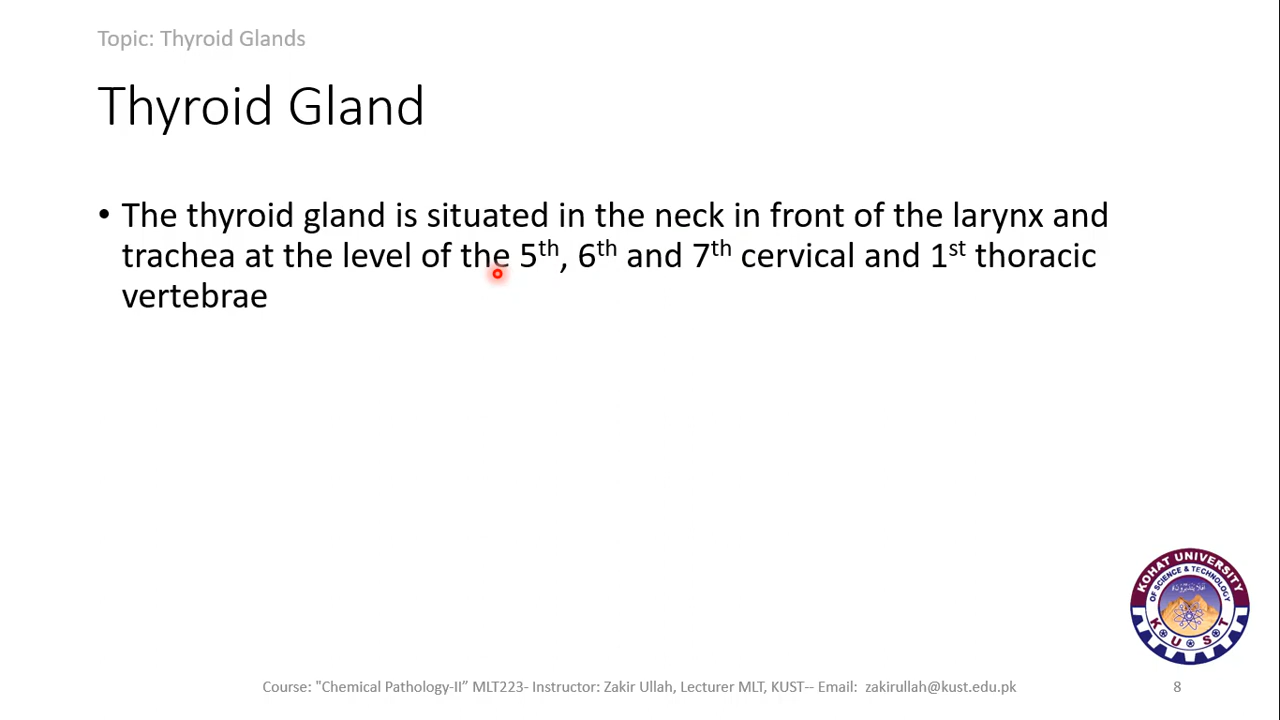 Topic: Thyroid Glands
Thyroid Gland
• The thyroid gland is situated in the neck in front of the larynx and
trachea at the level of the 5th, 6th and 7th cervical and 1st thoracic
vertebrae
KOHAT UNIVERSITY
OF SCIENCE & TECHNOLOGY
K U S T
Course: "Chemical Pathology-II” MLT223- Instructor: Zakir Ullah, Lecturer MLT, KUST-- Email: zakirullah@kust.edu.pk
8